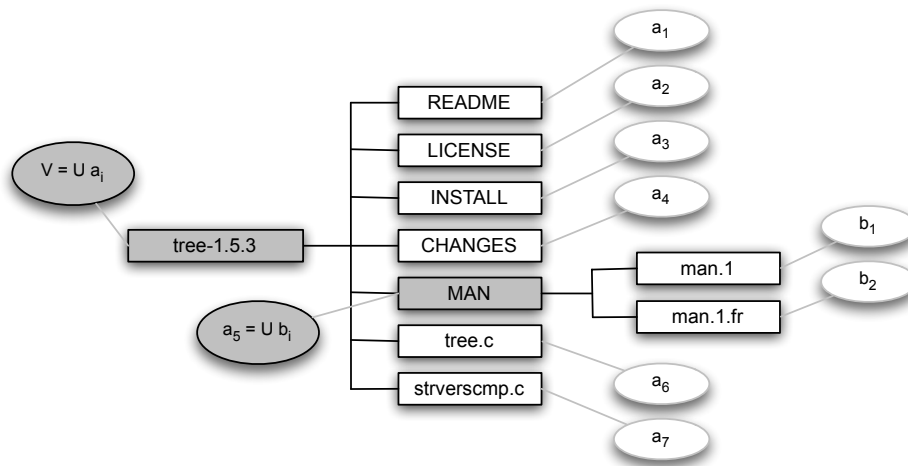 a₁
README
a₂
LICENSE
a₃
V = U aᵢ
INSTALL
a₄
tree-1.5.3
CHANGES
b₁
man.1
MAN
b₂
man.1.fr
a₅ = U bᵢ
tree.c
a₆
strverscmp.c
a₇